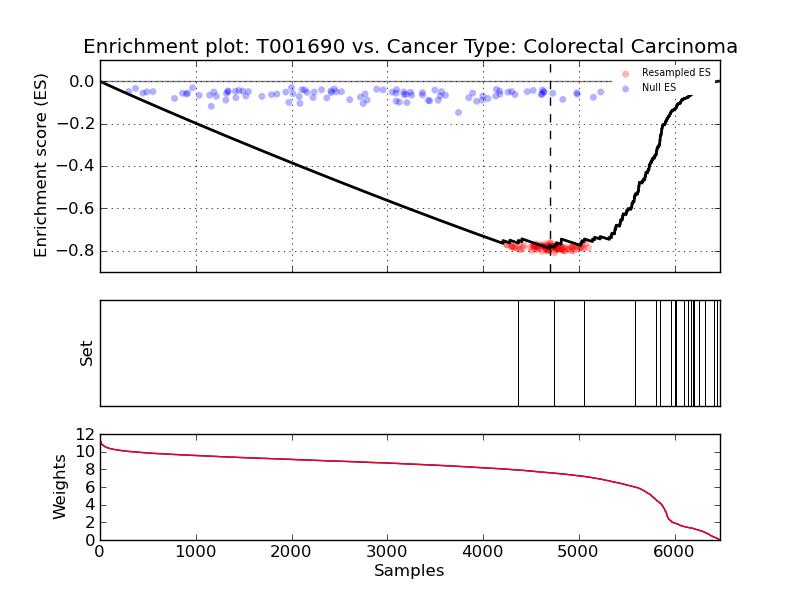 Enrichment plot: T001690 vs. Cancer Type: Colorectal Carcinoma
Enrichment score (ES)
0.0
−0.2
−0.4
−0.6
−0.8
Resampled ES
Null ES
Set
Weights
12
10
8
6
4
2
0
0 1000 2000 3000 4000 5000 6000
Samples